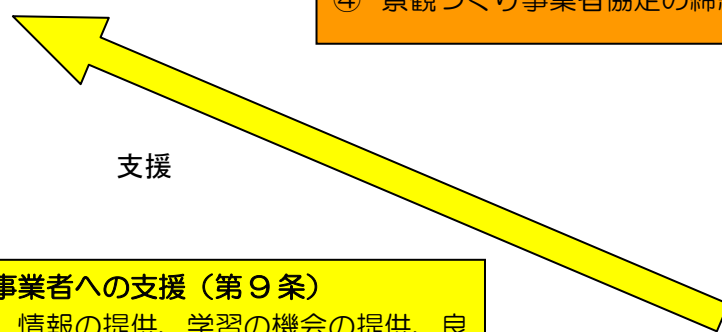 ④ 景観づくり事業者協定の締
支援
事業者への支援（第９条）
情報の提供、学習の機会の提供、良